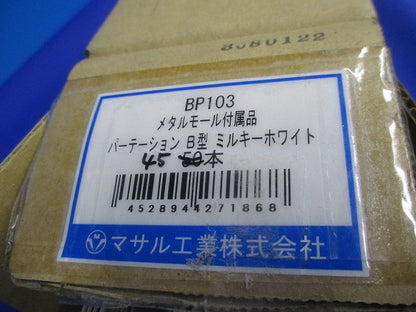 3080122
BP103
メタルモール付属品
パーテーション B型 ミルキーホワイト
45 50本
4528944271868
M マサル工業株式会社